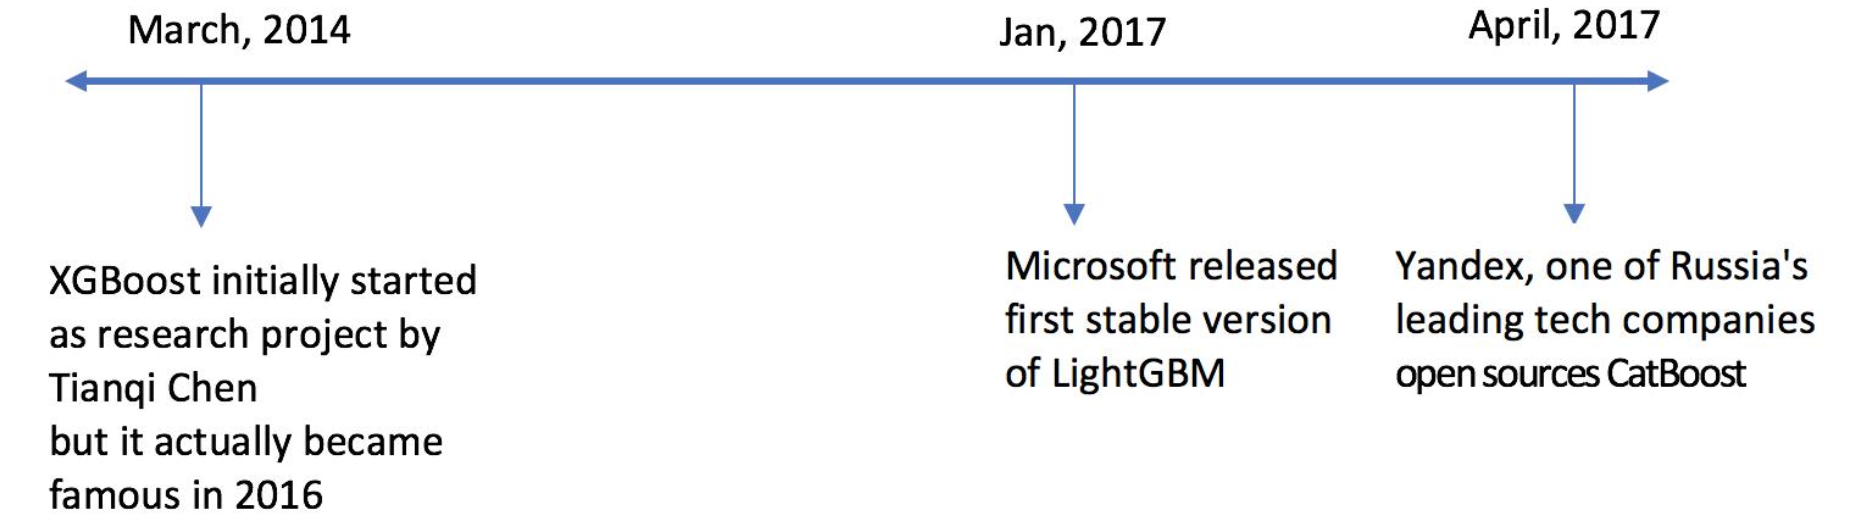 March, 2014
Jan, 2017
April, 2017
XGBoost initially started
as research project by
Tianqi Chen
but it actually became
famous in 2016
Microsoft released
first stable version
of LightGBM
Yandex, one of Russia's
leading tech companies
open sources CatBoost